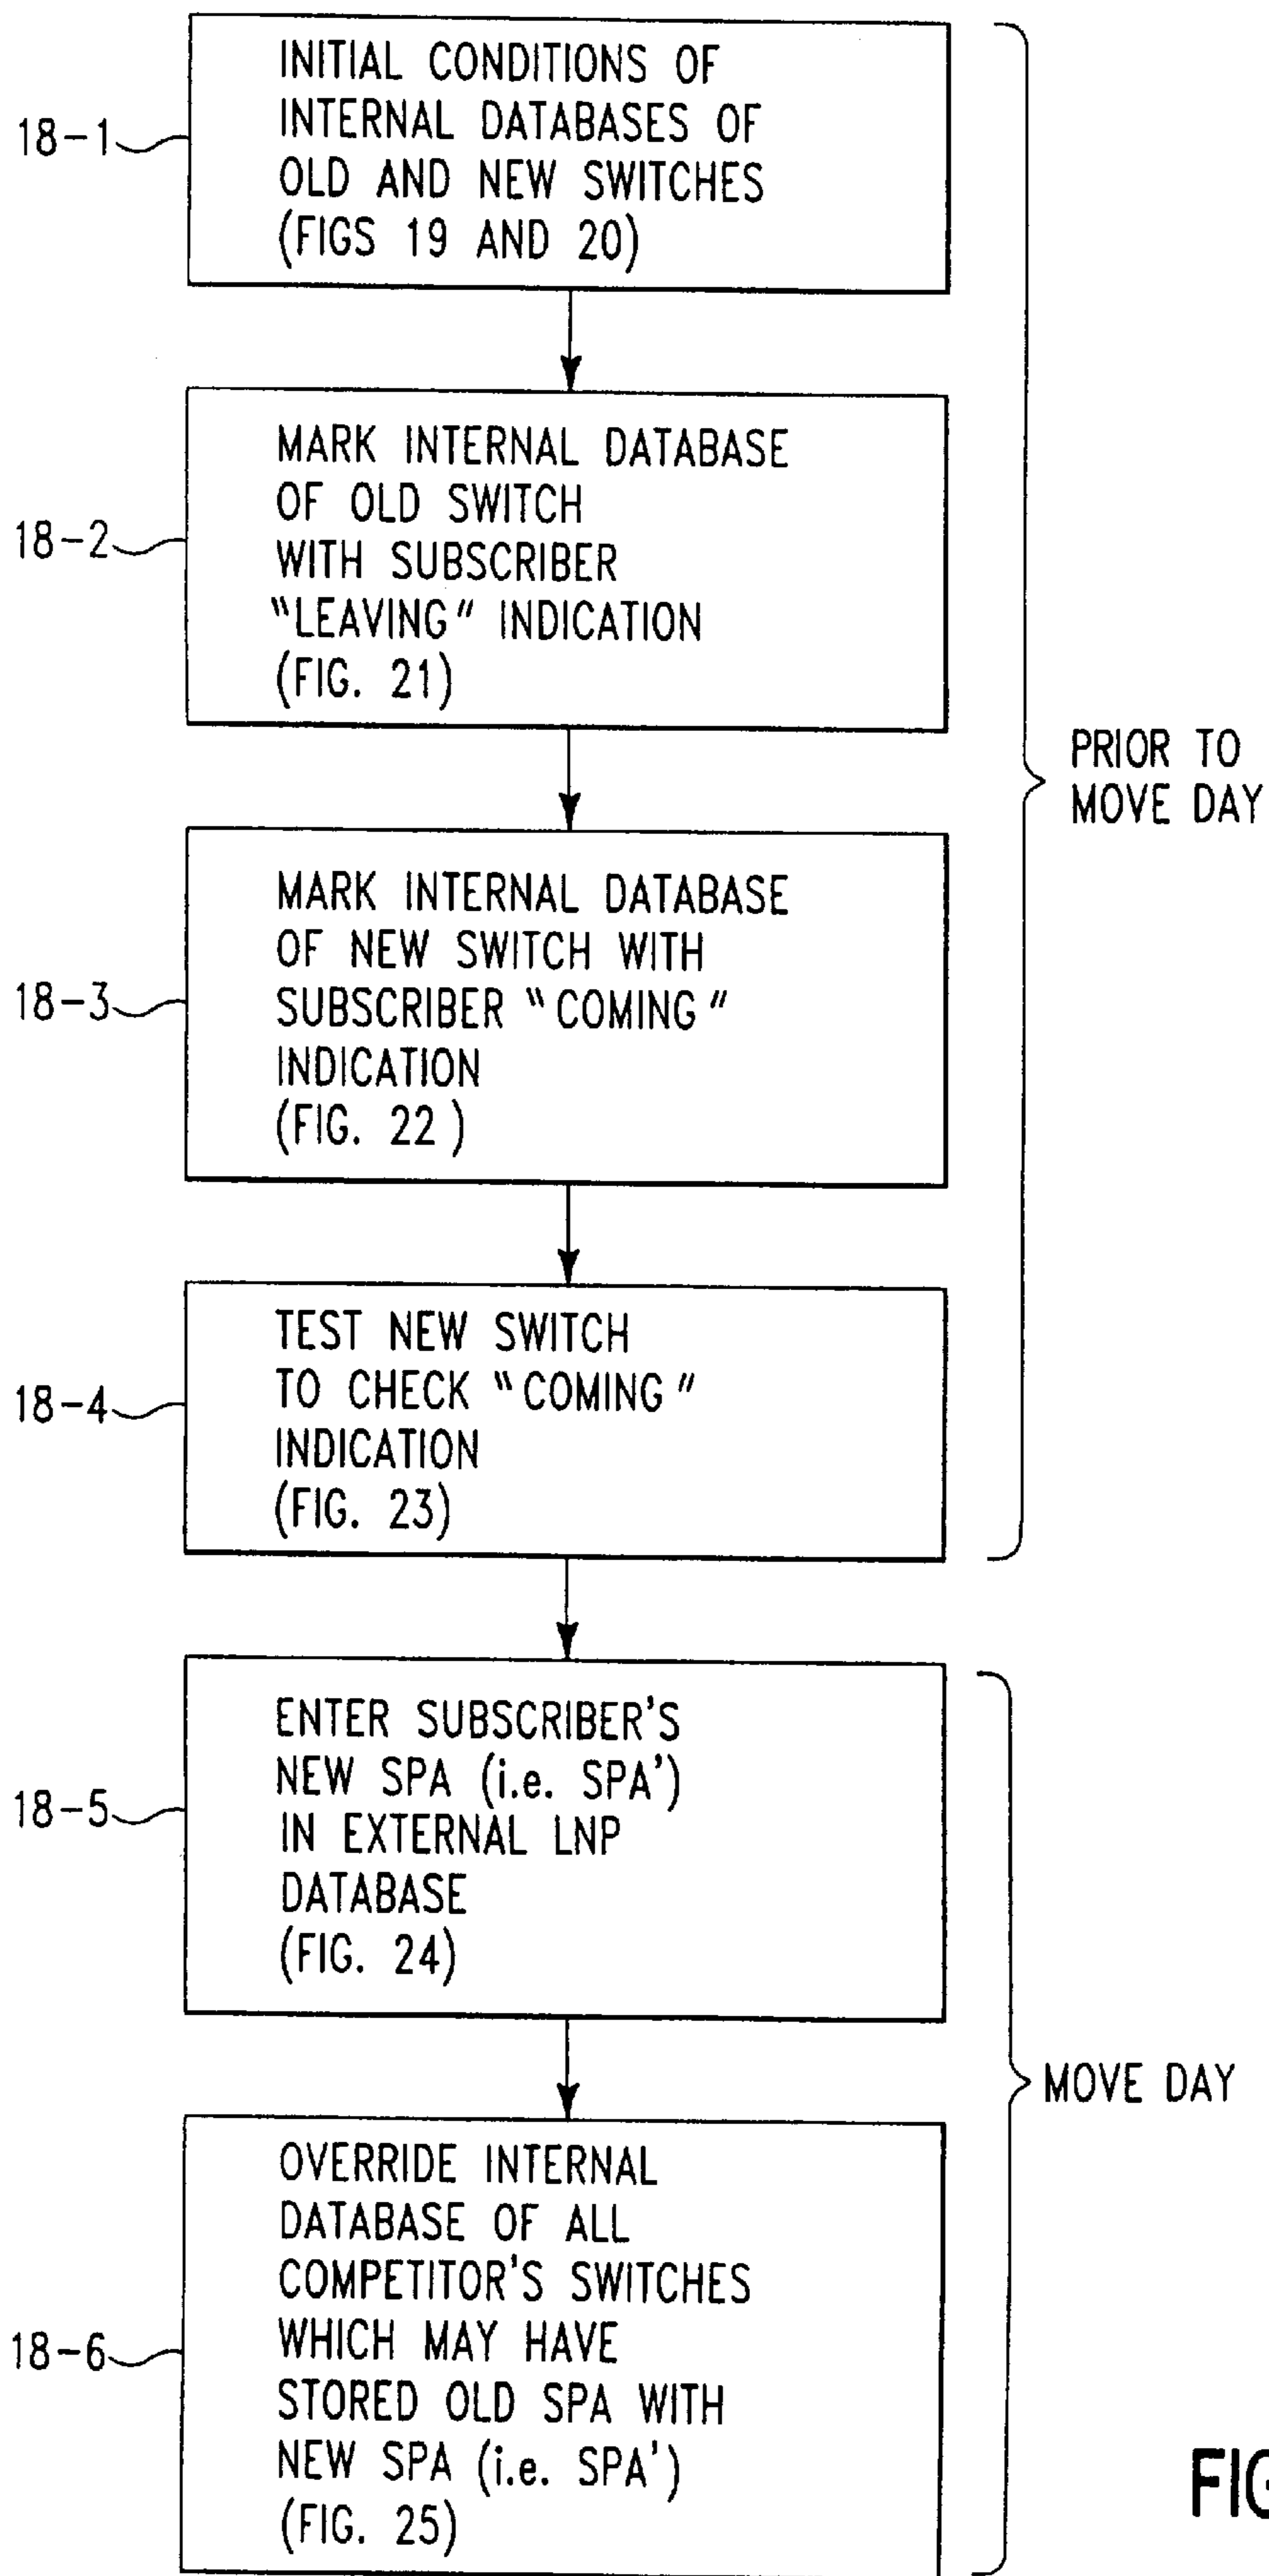 INITIAL CONDITIONS OF
INTERNAL DATABASES OF
OLD AND NEW SWITCHES
(FIGS 19 AND 20)
18-1
MARK INTERNAL DATABASE
OF OLD SWITCH
WITH SUBSCRIBER
"LEAVING" INDICATION
(FIG. 21)
18-2
PRIOR TO
MOVE DAY
MARK INTERNAL DATABASE
OF NEW SWITCH WITH
SUBSCRIBER "COMING"
INDICATION
(FIG. 22 )
18-3
TEST NEW SWITCH
TO CHECK "COMING"
INDICATION
(FIG. 23)
18-4
ENTER SUBSCRIBER'S
NEW SPA (i.e. SPA')
IN EXTERNAL LNP
DATABASE
(FIG. 24)
18-5
MOVE DAY
OVERRIDE INTERNAL
DATABASE OF ALL
COMPETITOR'S SWITCHES
WHICH MAY HAVE
STORED OLD SPA WITH
NEW SPA (i.e. SPA')
(FIG. 25)
18-6
FIG